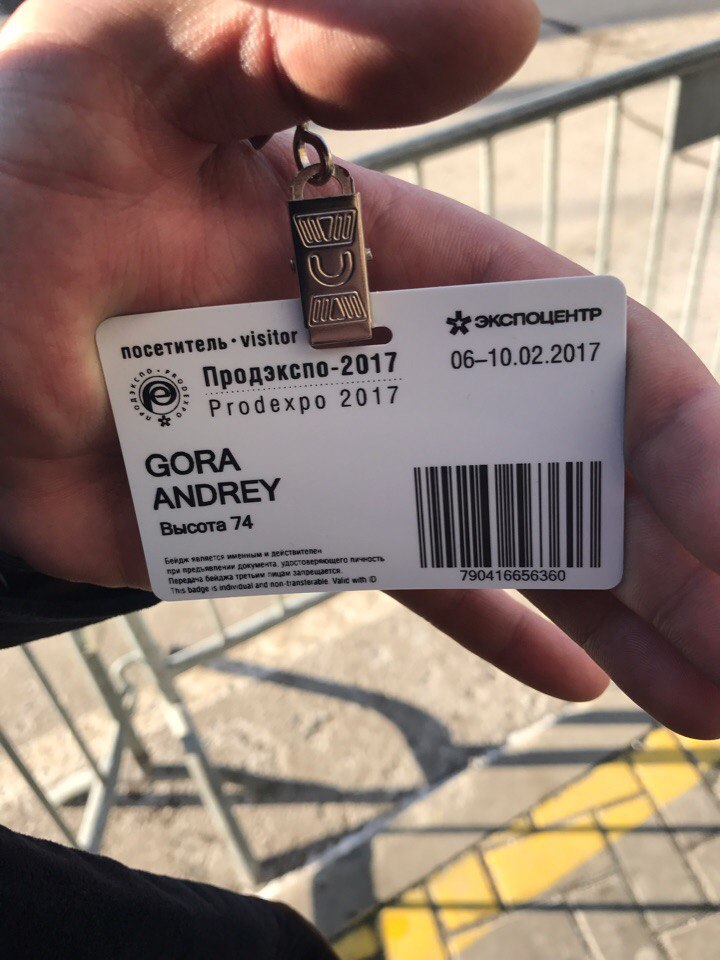 посетитель · visitor
ЭКСПОЦЕНТР
Продэкспо-2017
Prodexpo 2017
06–10.02.2017
ПРОДЭКСПО · PRODEXPO
GORA
ANDREY
Высота 74
Бейдж является именным и действителен
при предъявлении документа, удостоверяющего личность
Передача бейджа третьим лицам запрещается.
This badge is individual and non-transferable. Valid with ID
790416656360